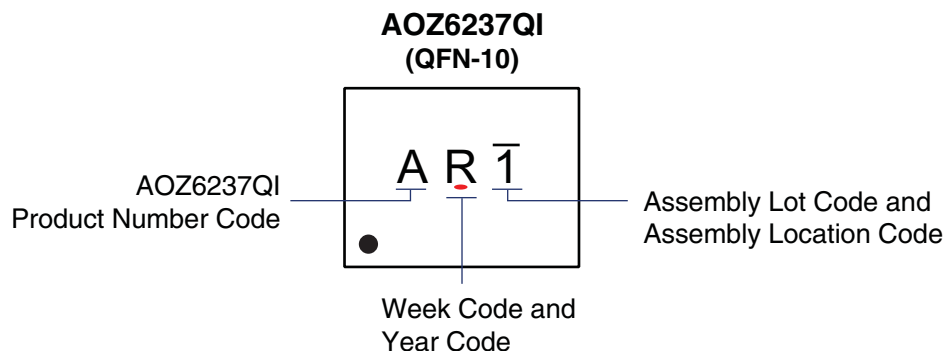 AOZ6237QI
(QFN-10)
A R 1̅
AOZ6237QI
Product Number Code
Assembly Lot Code and
Assembly Location Code
Week Code and
Year Code